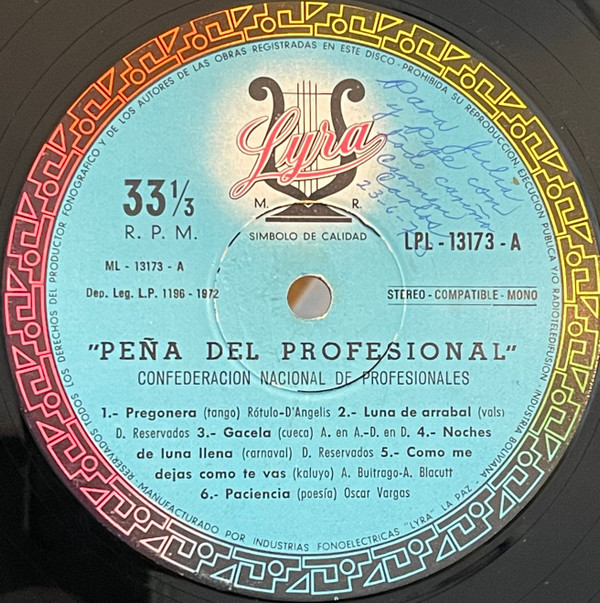 TODOS LOS DERECHOS DEL PRODUCTOR FONOGRAFICO Y DE LOS AUTORES DE LAS OBRAS REGISTRADAS EN ESTE DISCO - PROHIBIDA SU REPRODUCCION, EJECUCION PUBLICA Y/O RADIOTELEDIFUSION INDUSTRIA BOLIVIANA
RESERVADOS
Lyra
M. R.
SIMBOLO DE CALIDAD
Para
con
cariño
33 1/3
R. P. M.
LPL - 13173 - A
ML - 13173 - A
Dep. Leg. L.P. 1196 - 1972
STEREO - COMPATIBLE - MONO
"PEÑA DEL PROFESIONAL"
CONFEDERACION NACIONAL DE PROFESIONALES
1.- Pregonera (tango) Rótulo-D'Angelis 2.- Luna de arrabal (vals)
D. Reservados 3.- Gacela (cueca) A. en A.-D. en D. 4.- Noches
de luna llena (carnaval) D. Reservados 5.- Como me
dejas como te vas (kaluyo) A. Buitrago-A. Blacutt
6.- Paciencia (poesía) Oscar Vargas
MANUFACTURADO POR INDUSTRIAS FONOELECTRICAS "LYRA" LA PAZ